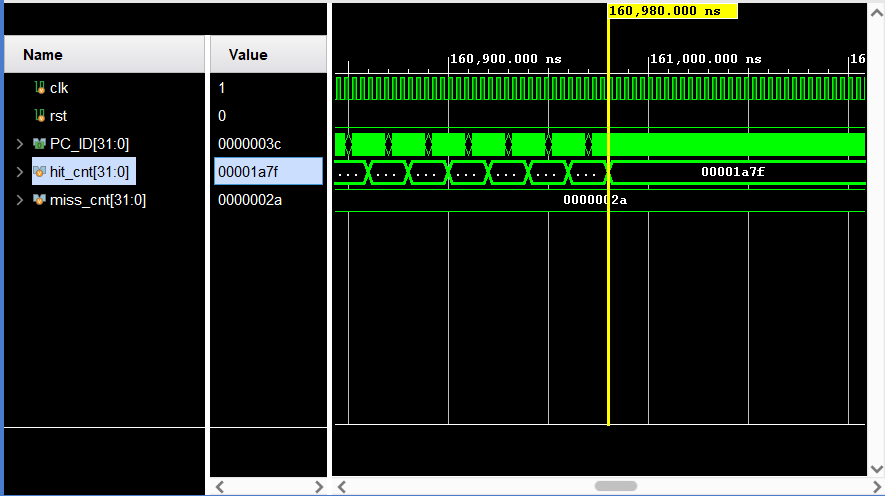 160,980.000 ns
Name Value
160,900.000 ns 161,000.000 ns 16
clk 1
rst 0
PC_ID[31:0] 0000003c
hit_cnt[31:0] 00001a7f ... ... ... ... ... ... 00001a7f
miss_cnt[31:0] 0000002a 0000002a